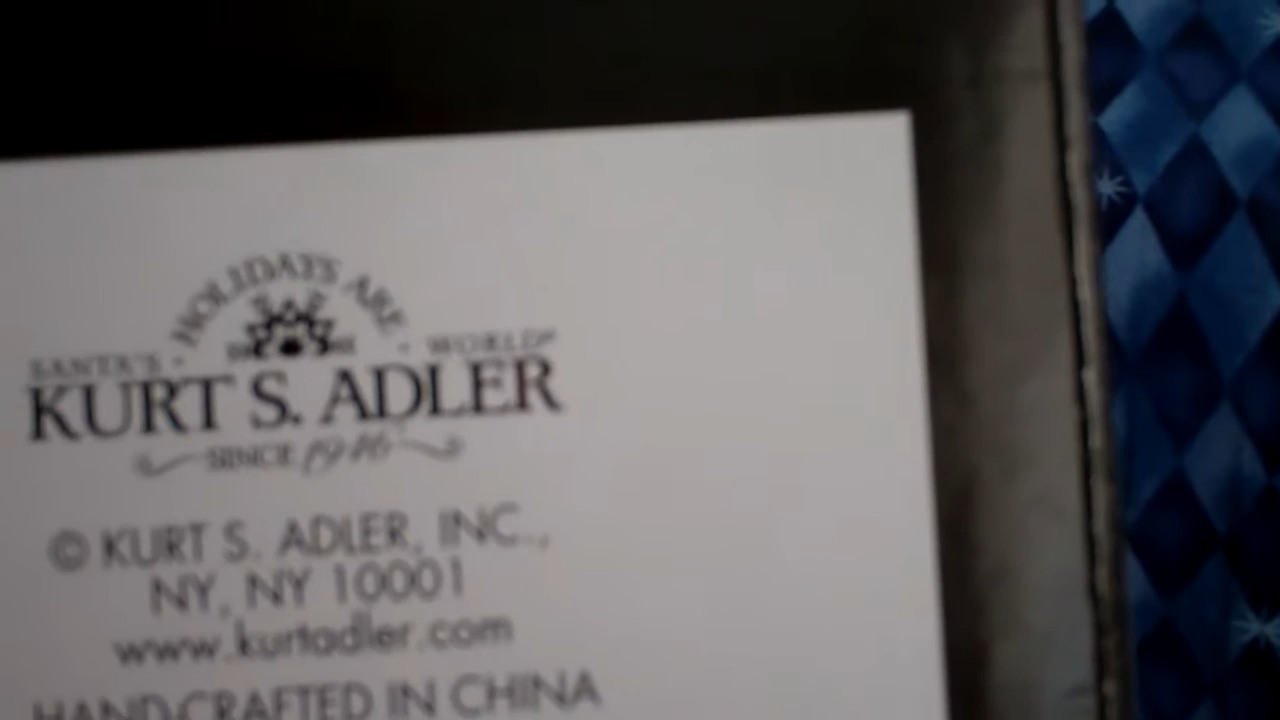 HOLIDAYS ARE
SANTA'S · · WORLD®
KURT S. ADLER
SINCE 1946
© KURT S. ADLER, INC.,
NY, NY 10001
www.kurtadler.com
HANDCRAFTED IN CHINA